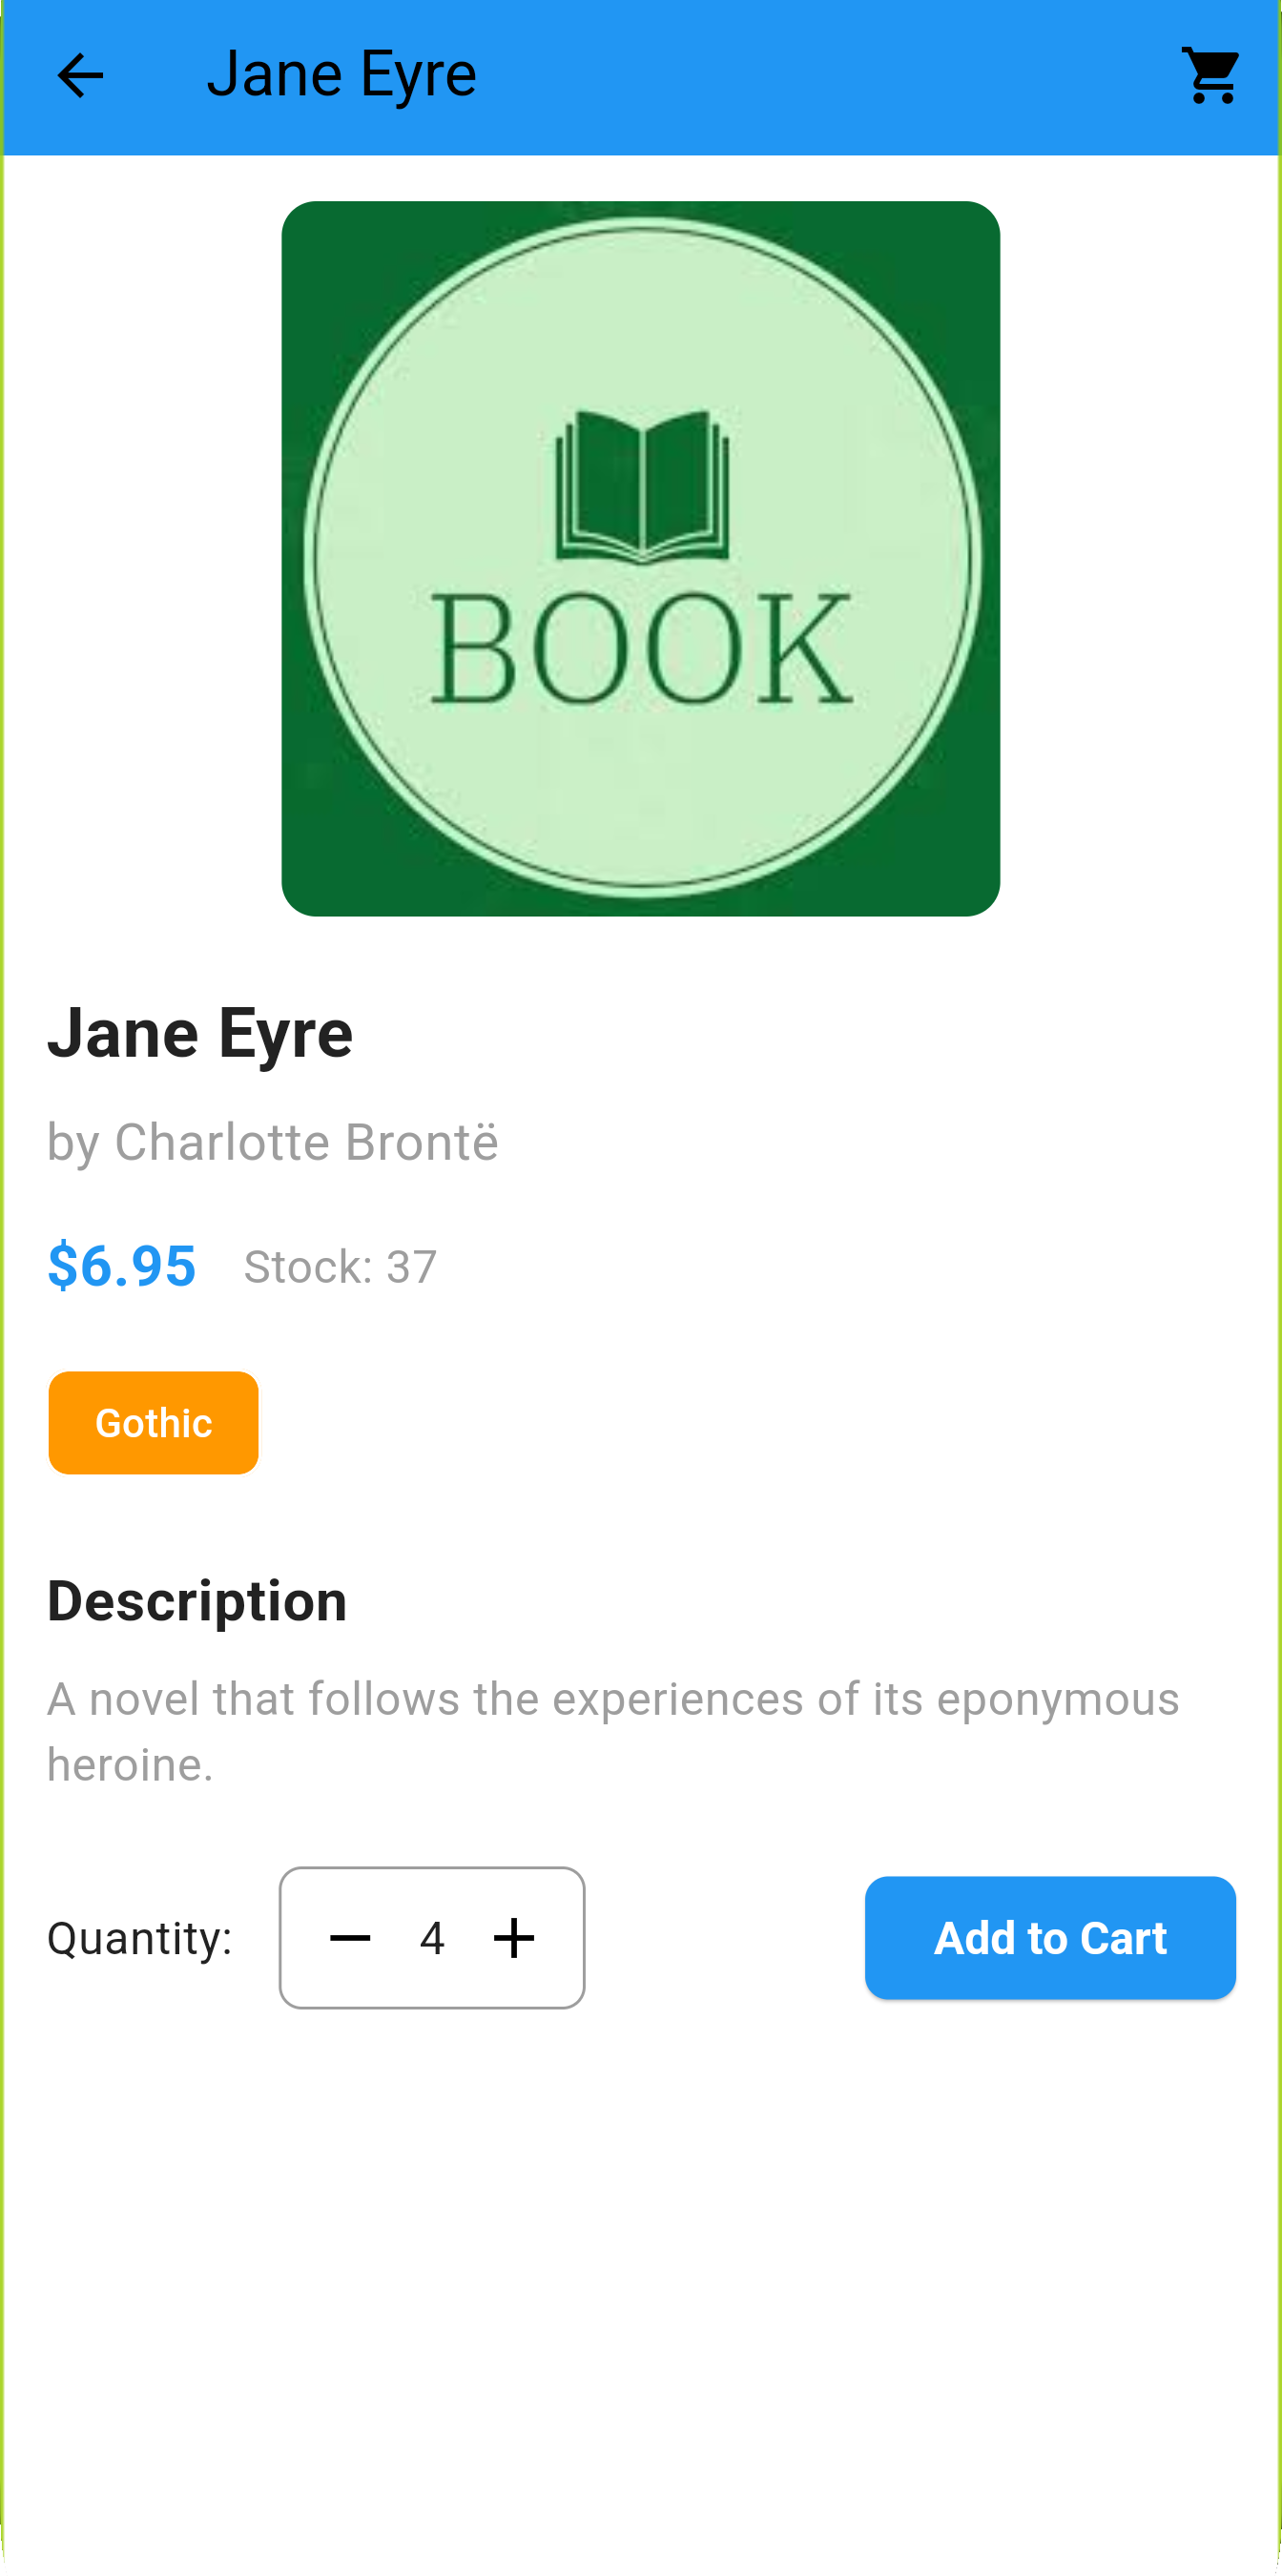 Jane Eyre
BOOK
Jane Eyre
by Charlotte Brontë
$6.95 Stock: 37
Gothic
Description
A novel that follows the experiences of its eponymous
heroine.
Quantity: 4 Add to Cart